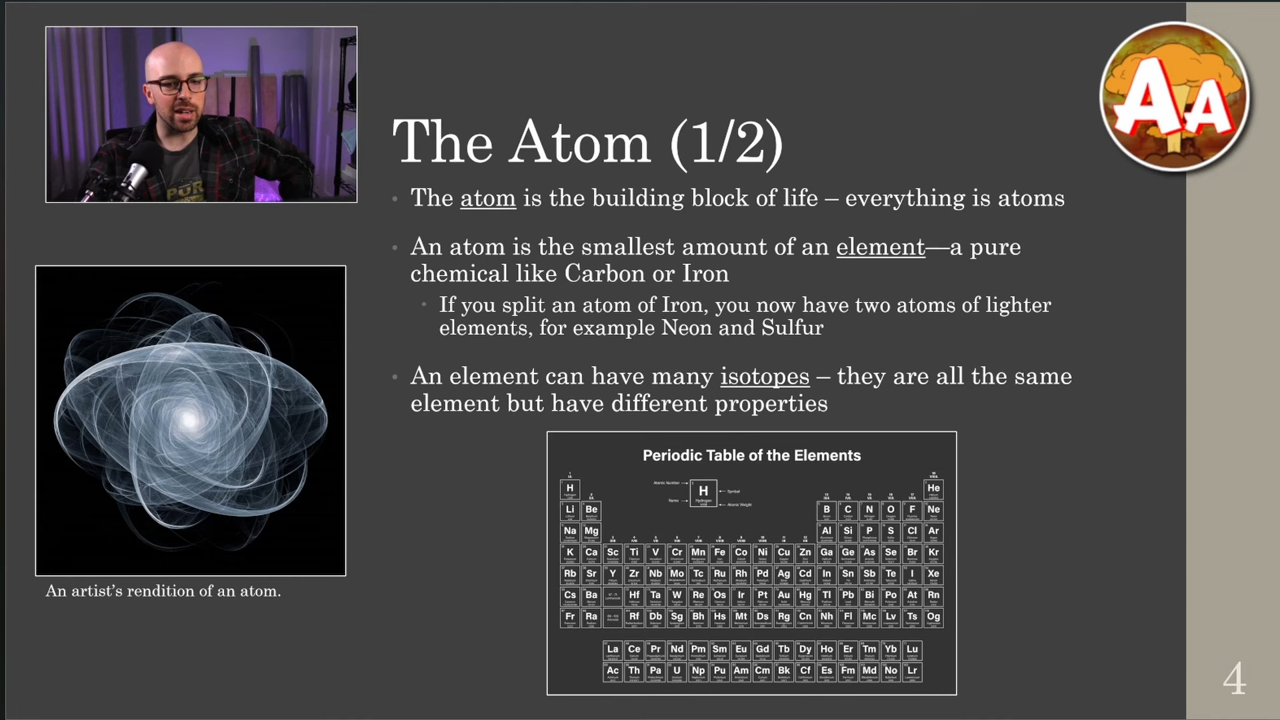 AA
POR
The Atom (1/2)
The atom is the building block of life – everything is atoms
An atom is the smallest amount of an element—a pure
chemical like Carbon or Iron
If you split an atom of Iron, you now have two atoms of lighter
elements, for example Neon and Sulfur
An element can have many isotopes – they are all the same
element but have different properties
An artist's rendition of an atom.
Periodic Table of the Elements
Atomic Number
H
Symbol
Name
Hydrogen
Atomic Weight
H He
Li Be B C N O F Ne
Na Mg Al Si P S Cl Ar
K Ca Sc Ti V Cr Mn Fe Co Ni Cu Zn Ga Ge As Se Br Kr
Rb Sr Y Zr Nb Mo Tc Ru Rh Pd Ag Cd In Sn Sb Te I Xe
Cs Ba Hf Ta W Re Os Ir Pt Au Hg Tl Pb Bi Po At Rn
Fr Ra Rf Db Sg Bh Hs Mt Ds Rg Cn Nh Fl Mc Lv Ts Og
La Ce Pr Nd Pm Sm Eu Gd Tb Dy Ho Er Tm Yb Lu
Ac Th Pa U Np Pu Am Cm Bk Cf Es Fm Md No Lr
4